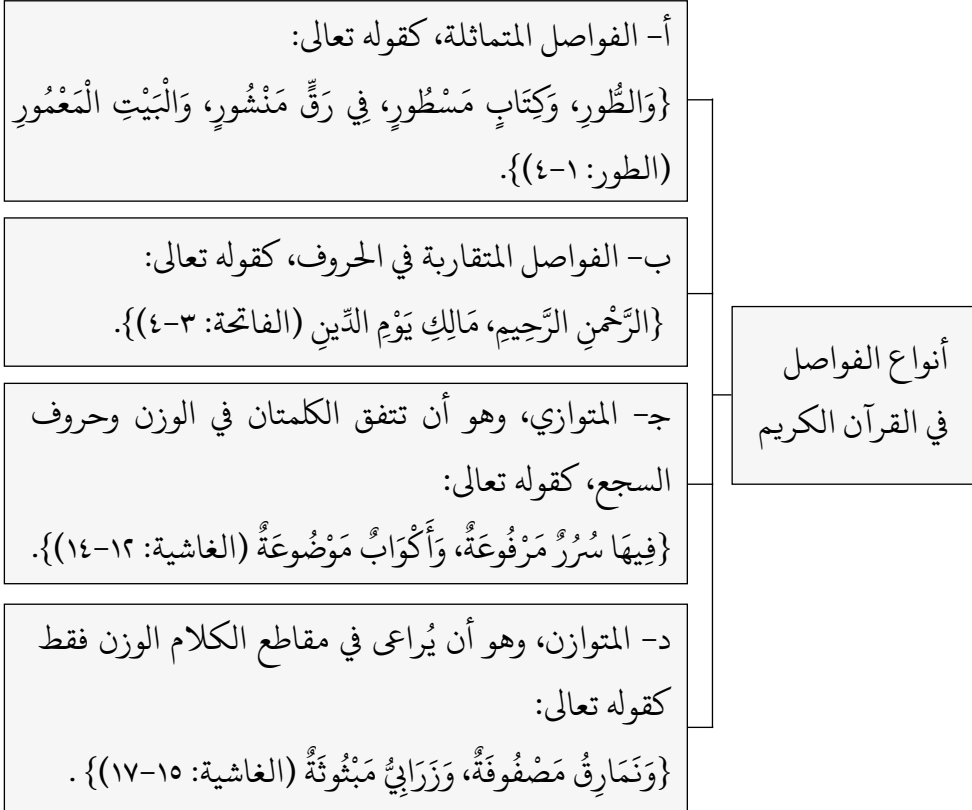 أنواع الفواصل
في القرآن الكريم
أ- الفواصل المتماثلة، كقوله تعالى:
{وَالطُّورِ، وَكِتَابٍ مَسْطُورٍ، فِي رَقٍّ مَنْشُورٍ، وَالْبَيْتِ الْمَعْمُورِ
(الطور: ١-٤)}.
ب- الفواصل المتقاربة في الحروف، كقوله تعالى:
{الرَّحْمنِ الرَّحِيمِ، مَالِكِ يَوْمِ الدِّينِ (الفاتحة: ٣-٤)}.
جـ- المتوازي، وهو أن تتفق الكلمتان في الوزن وحروف
السجع، كقوله تعالى:
{فِيهَا سُرُرٌ مَرْفُوعَةٌ، وَأَكْوَابٌ مَوْضُوعَةٌ (الغاشية: ١٢-١٤)}.
د- المتوازن، وهو أن يُراعى في مقاطع الكلام الوزن فقط
كقوله تعالى:
{وَنَمَارِقُ مَصْفُوفَةٌ، وَزَرَابِيُّ مَبْثُوثَةٌ (الغاشية: ١٥-١٧)} .